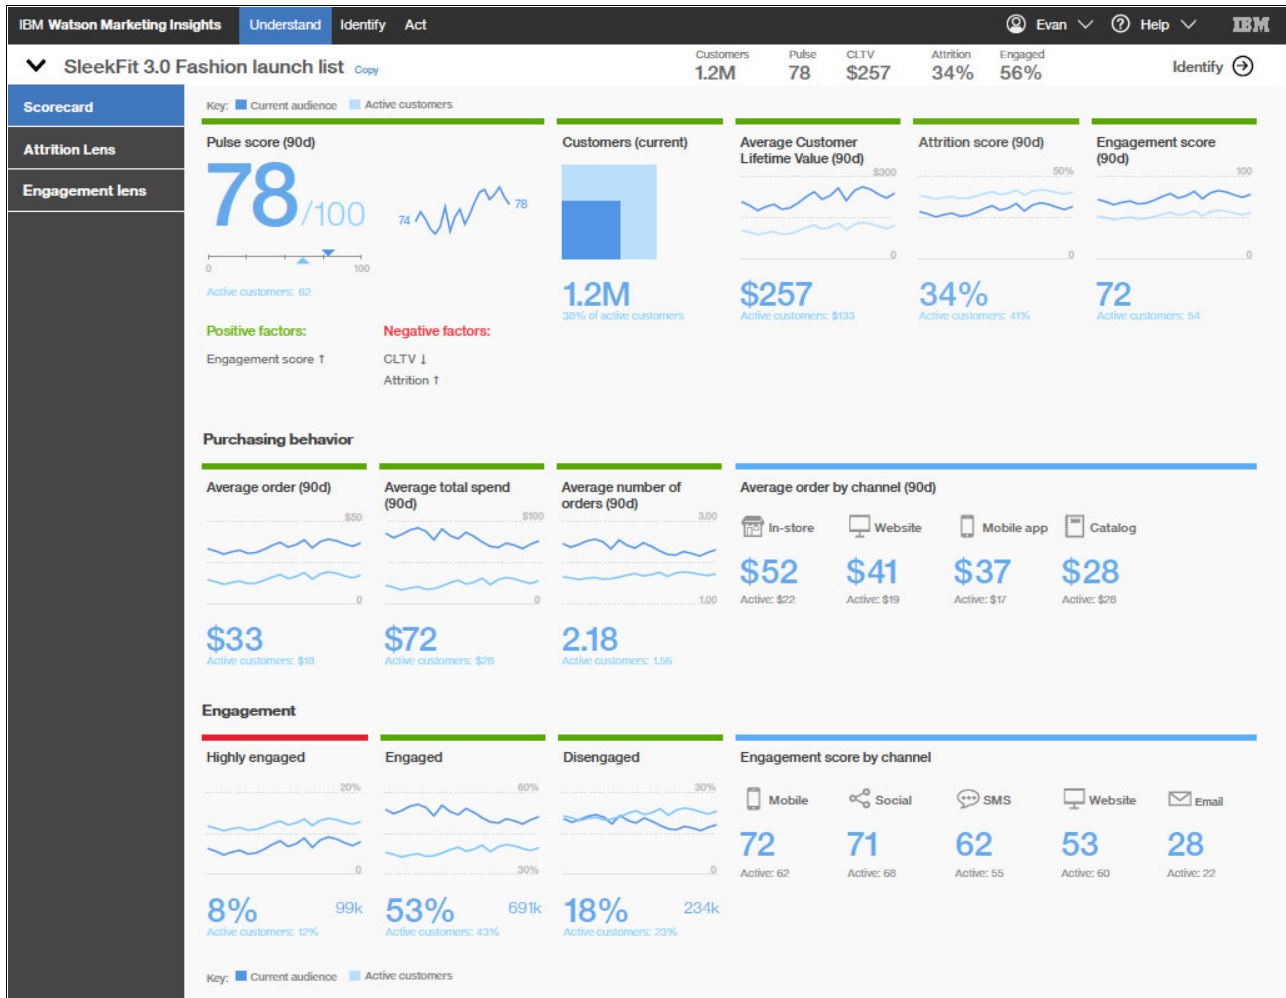 IBM Watson Marketing Insights Understand Identify Act Evan Help IBM
SleekFit 3.0 Fashion launch list Copy
Customers Pulse CLTV Attrition Engaged
1.2M 78 $257 34% 56%
Identify
Scorecard
Attrition Lens
Engagement lens
Key: Current audience Active customers
Pulse score (90d)
78/100
74 78
0 100
Active customers: 62
Positive factors:
Engagement score ↑
Negative factors:
CLTV ↓
Attrition ↑
Customers (current)
1.2M
38% of active customers
Average Customer
Lifetime Value (90d)
$300
0
$257
Active customers: $133
Attrition score (90d)
50%
0
34%
Active customers: 41%
Engagement score
(90d)
100
0
72
Active customers: 54
Purchasing behavior
Average order (90d)
$50
0
$33
Active customers: $18
Average total spend
(90d)
$100
0
$72
Active customers: $28
Average number of
orders (90d)
3.00
1.00
2.18
Active customers: 1.56
Average order by channel (90d)
In-store Website Mobile app Catalog
$52 $41 $37 $28
Active: $22 Active: $19 Active: $17 Active: $28
Engagement
Highly engaged
20%
0
8% 99k
Active customers: 12%
Engaged
60%
30%
53% 691k
Active customers: 43%
Disengaged
30%
0
18% 234k
Active customers: 23%
Engagement score by channel
Mobile Social SMS Website Email
72 71 62 53 28
Active: 62 Active: 68 Active: 55 Active: 60 Active: 22
Key: Current audience Active customers